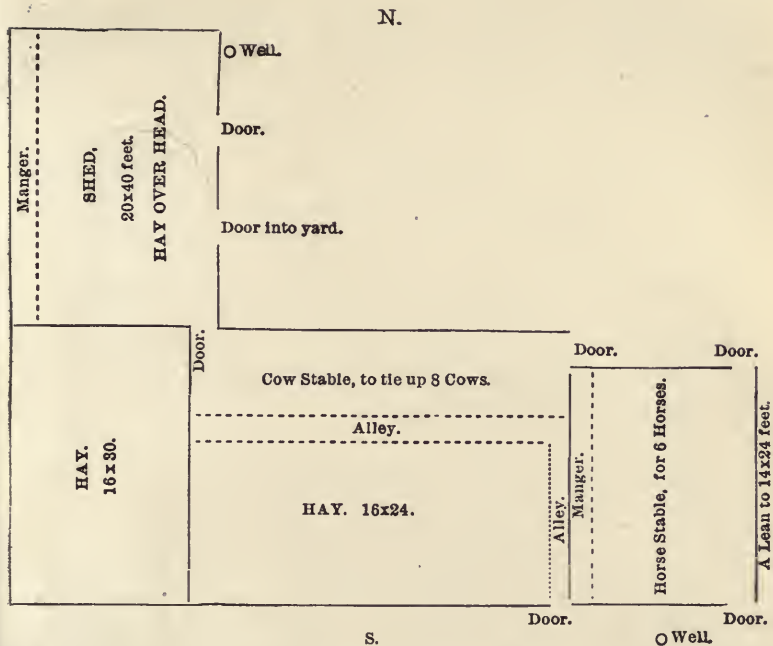 N.
Well.
Manger.
SHED,
20x40 feet.
HAY OVER HEAD.
Door.
Door into yard.
Door.
Cow Stable, to tie up 8 Cows.
Alley.
HAY.
16x30.
HAY. 16x24.
Alley.
Manger.
Door.
Door.
Horse Stable, for 6 Horses.
A Lean to 14x24 feet.
Door.
Door.
S.
Well.